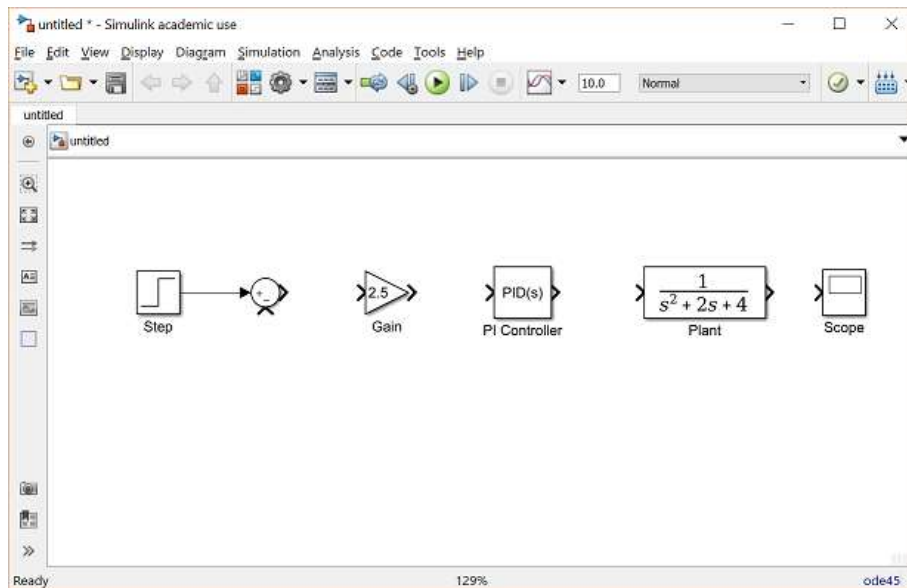 untitled * - Simulink academic use
File Edit View Display Diagram Simulation Analysis Code Tools Help
10.0 Normal
untitled
untitled
+_
2.5
PID(s)
1
s² + 2s + 4
Step
Gain
PI Controller
Plant
Scope
Ready 129% ode45